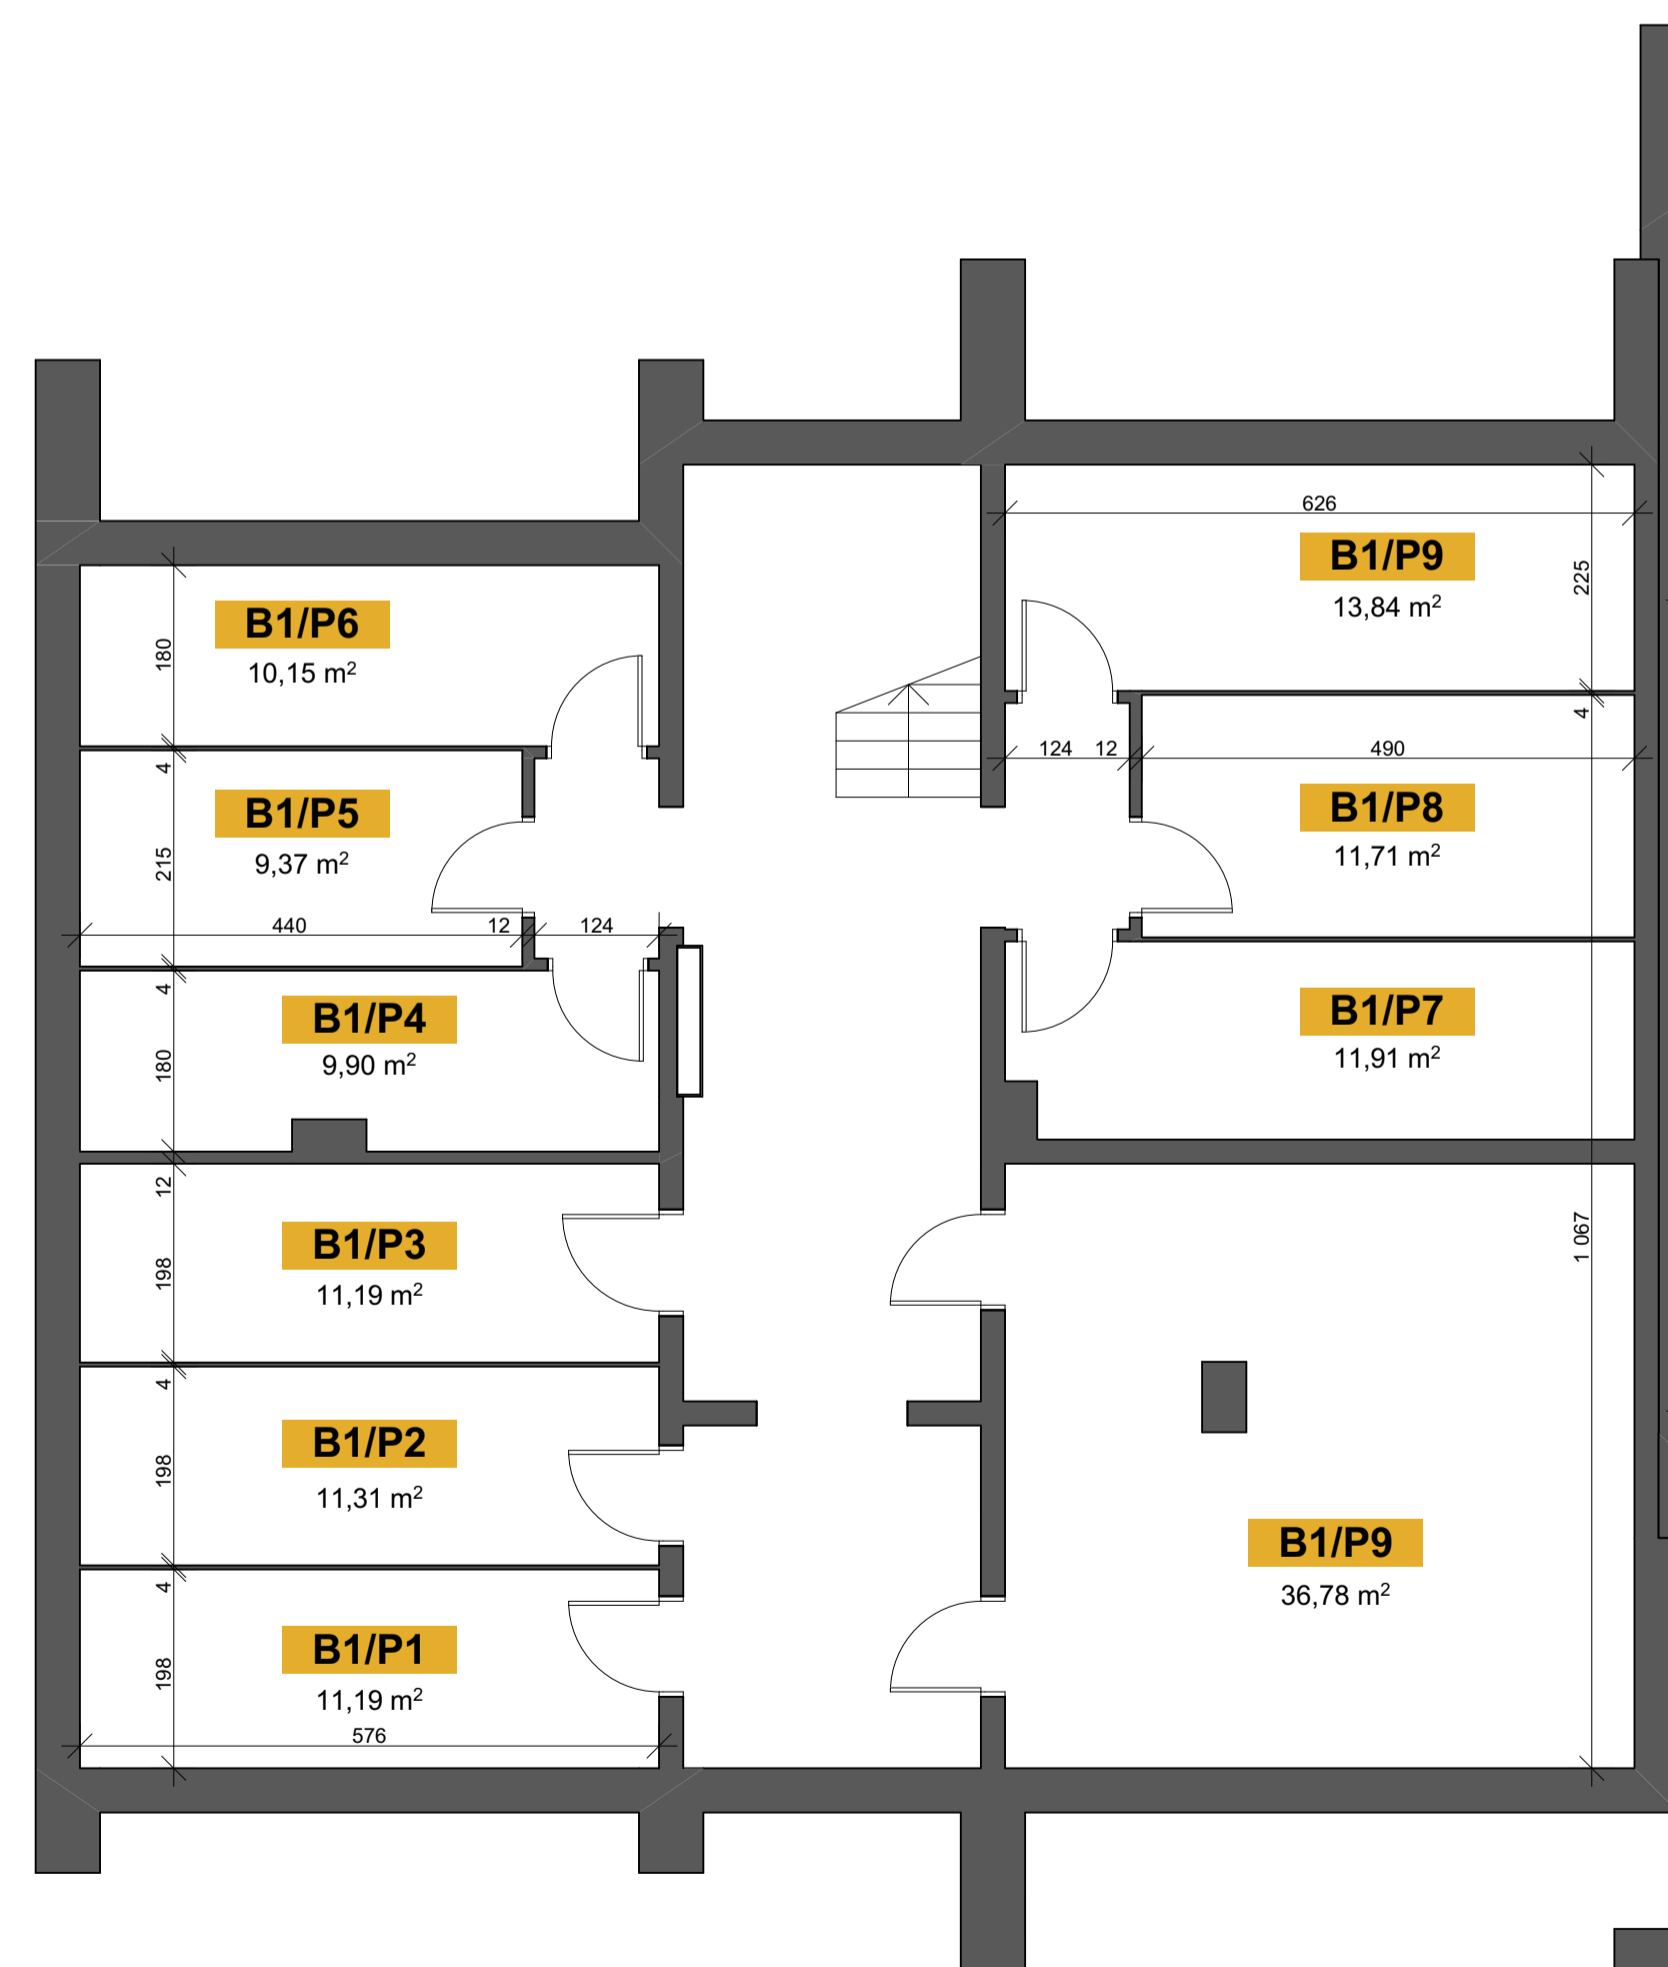 626
B1/P9
13,84 m²
225
4
B1/P6
10,15 m²
180
4
124 12 490
B1/P8
11,71 m²
B1/P5
9,37 m²
215
440 12 124
4
B1/P4
9,90 m²
180
B1/P7
11,91 m²
12
B1/P3
11,19 m²
198
1 067
4
B1/P2
11,31 m²
198
B1/P9
36,78 m²
4
B1/P1
11,19 m²
198
576